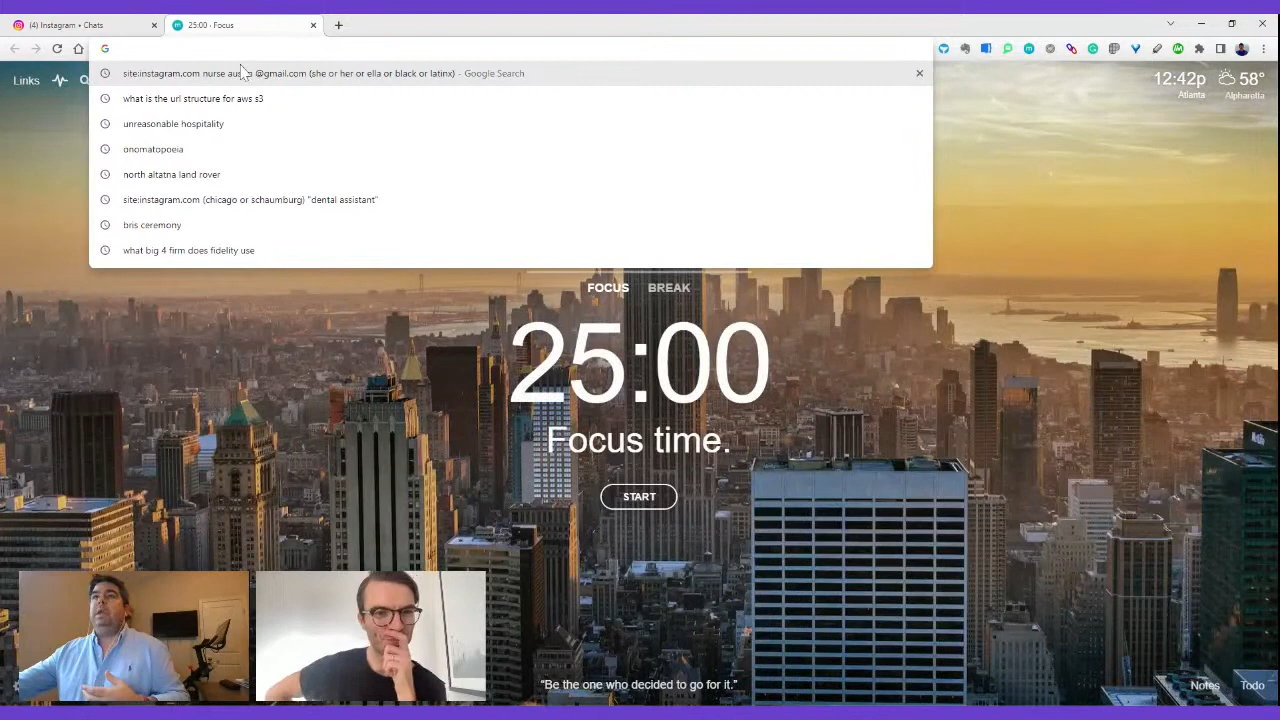 (4) Instagram • Chats
25:00 - Focus
site:instagram.com nurse @gmail.com (she or her or ella or black or latinx) - Google Search
what is the url structure for aws s3
unreasonable hospitality
onomatopoeia
north altatna land rover
site:instagram.com (chicago or schaumburg) "dental assistant"
bris ceremony
what big 4 firm does fidelity use
Links
12:42p
Atlanta
58°
Alpharetta
FOCUS
BREAK
25:00
Focus time.
START
"Be the one who decided to go for it."
Notes
Todo